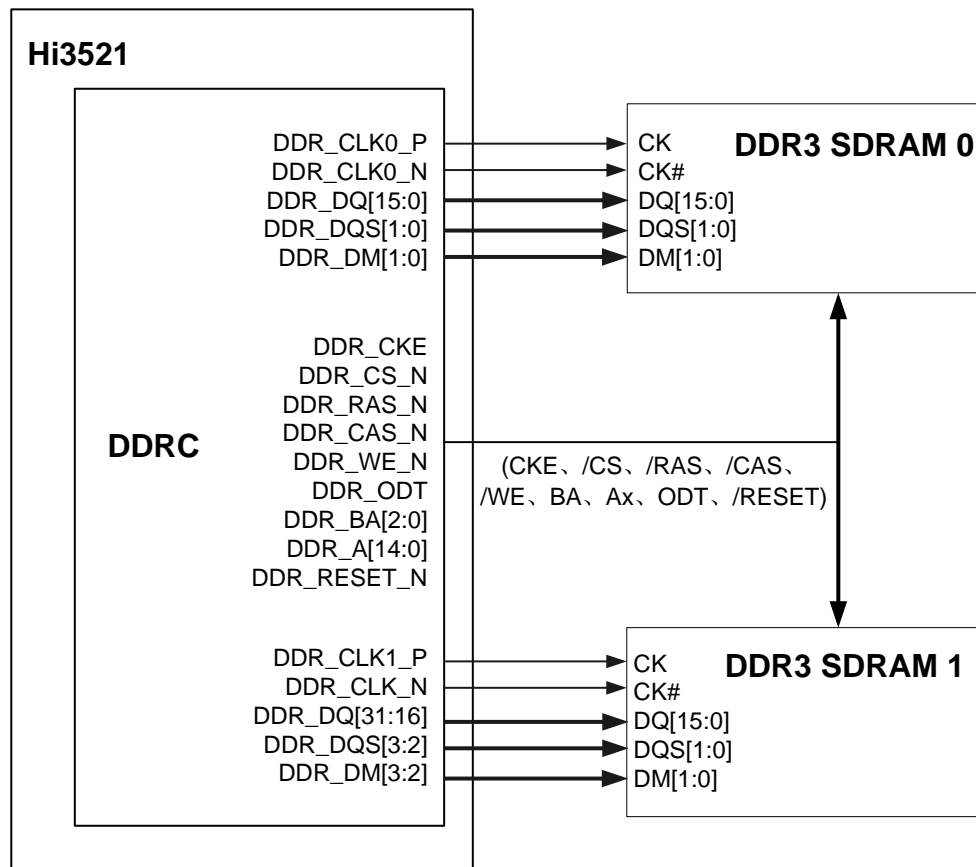 Hi3521
DDRC
DDR_CLK0_P
DDR_CLK0_N
DDR_DQ[15:0]
DDR_DQS[1:0]
DDR_DM[1:0]
CK
CK#
DQ[15:0]
DQS[1:0]
DM[1:0]
DDR3 SDRAM 0
DDR_CKE
DDR_CS_N
DDR_RAS_N
DDR_CAS_N
DDR_WE_N
DDR_ODT
DDR_BA[2:0]
DDR_A[14:0]
DDR_RESET_N
(CKE、/CS、/RAS、/CAS、
/WE、BA、Ax、ODT、/RESET)
DDR_CLK1_P
DDR_CLK_N
DDR_DQ[31:16]
DDR_DQS[3:2]
DDR_DM[3:2]
CK
CK#
DQ[15:0]
DQS[1:0]
DM[1:0]
DDR3 SDRAM 1